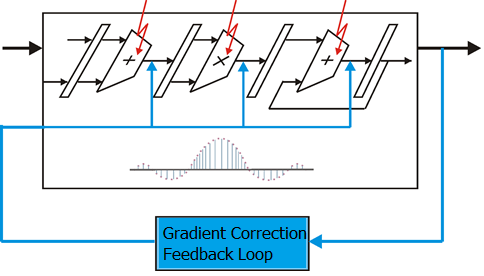 +
×
+
Gradient Correction
Feedback Loop